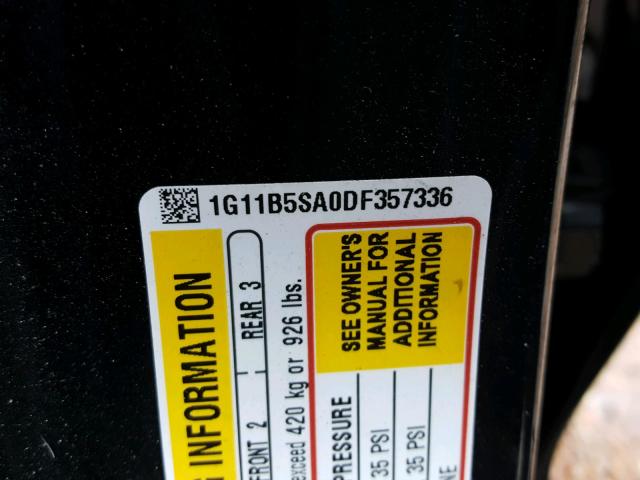 1G11B5SA0DF357336
INFORMATION
FRONT 2
REAR 3
exceed 420 kg or 926 lbs.
SEE OWNER'S
MANUAL FOR
ADDITIONAL
INFORMATION
PRESSURE
35 PSI
35 PSI